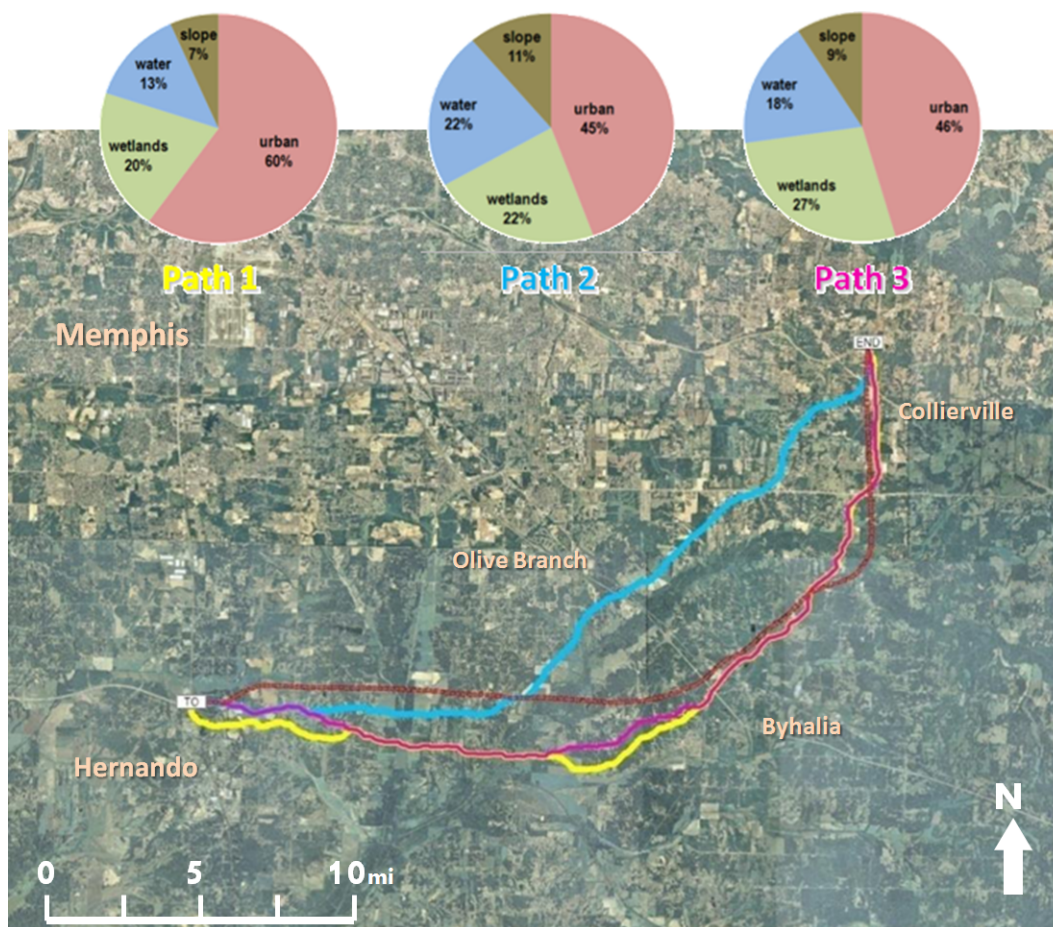 slope
7%
water
13%
wetlands
20%
urban
60%
slope
11%
water
22%
urban
45%
wetlands
22%
slope
9%
water
18%
urban
46%
wetlands
27%
Path 1
Path 2
Path 3
Memphis
END
Collierville
Olive Branch
TO
Byhalia
Hernando
N
0 5 10 mi